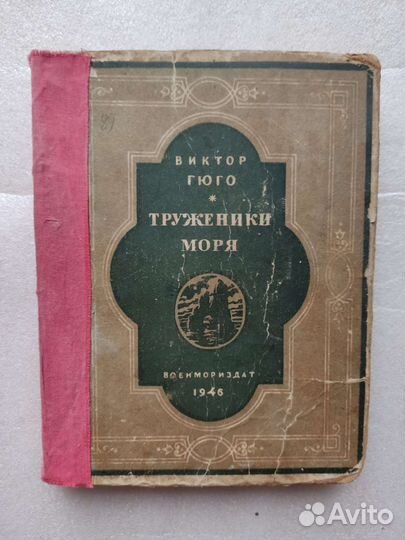 ВИКТОР
ГЮГО
*
ТРУЖЕНИКИ
МОРЯ
ВОЕНМОРИЗДАТ
1946
Avito